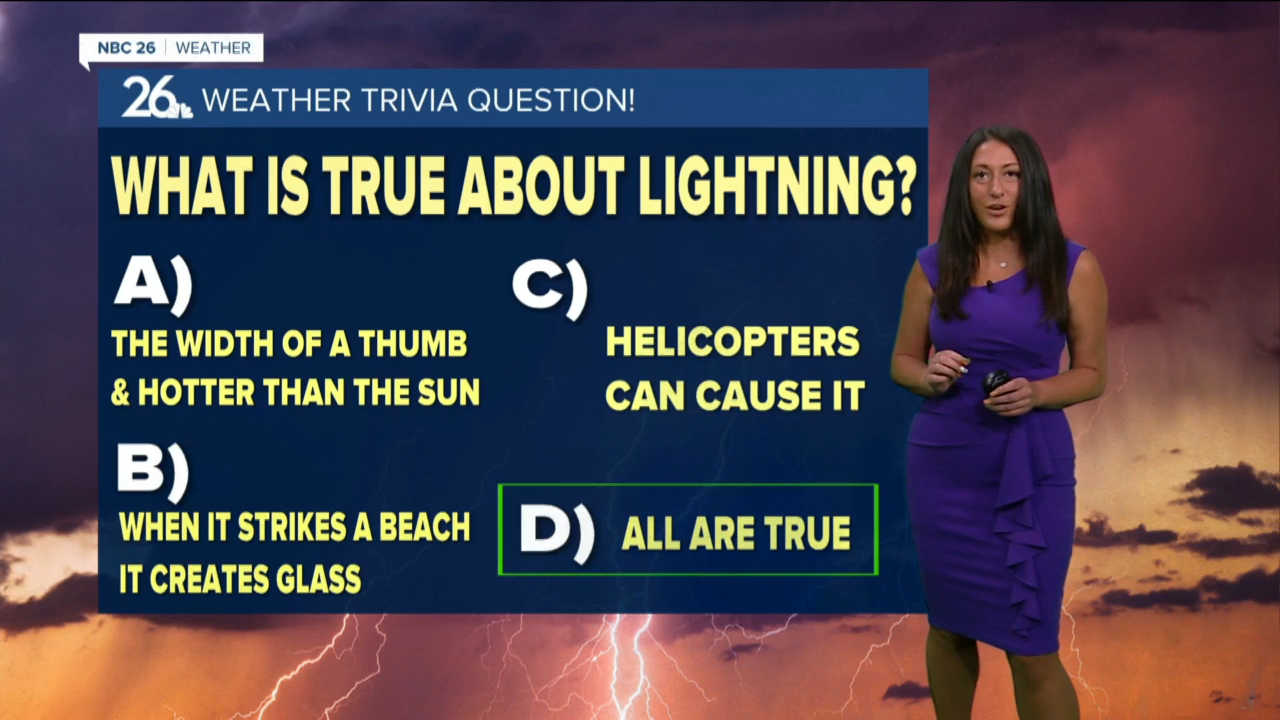 NBC 26 | WEATHER
26 WEATHER TRIVIA QUESTION!
WHAT IS TRUE ABOUT LIGHTNING?
A)
THE WIDTH OF A THUMB
& HOTTER THAN THE SUN
B)
WHEN IT STRIKES A BEACH
IT CREATES GLASS
C)
HELICOPTERS
CAN CAUSE IT
D) ALL ARE TRUE